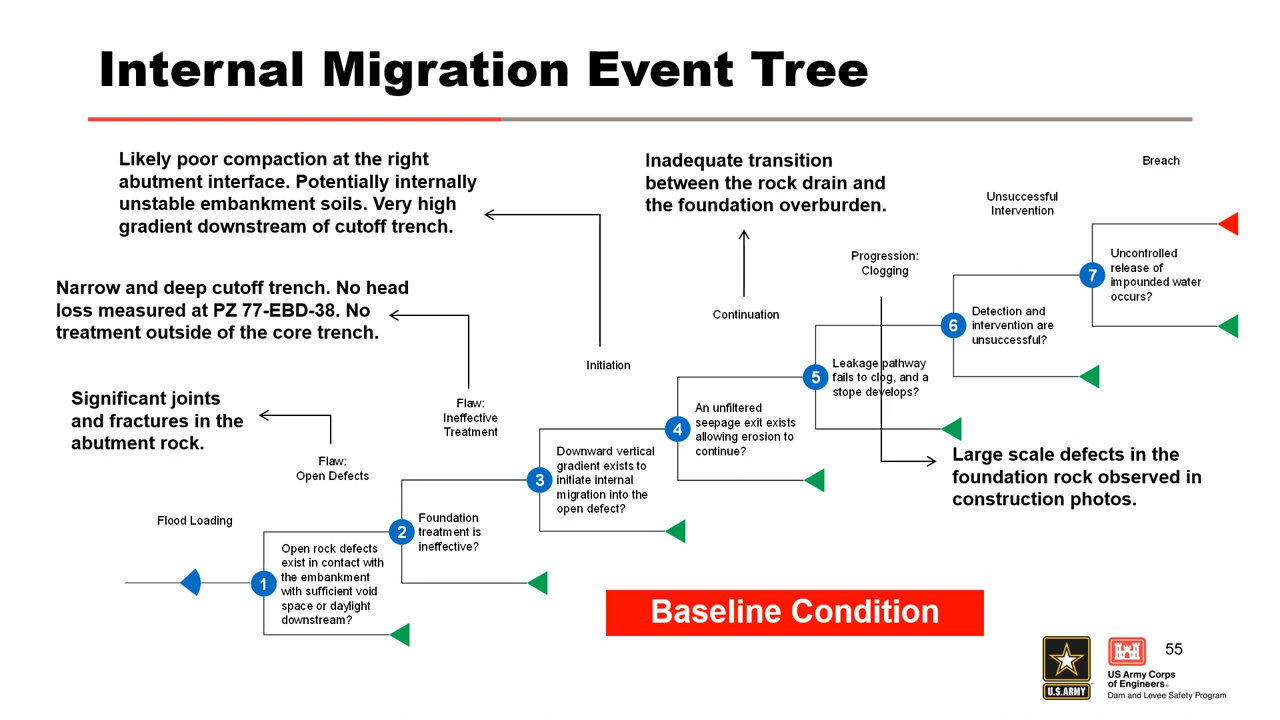 Internal Migration Event Tree
Likely poor compaction at the right
abutment interface. Potentially internally
unstable embankment soils. Very high
gradient downstream of cutoff trench.
Inadequate transition
between the rock drain and
the foundation overburden.
Breach
Unsuccessful
Intervention
Progression:
Clogging
7
Uncontrolled
release of
impounded water
occurs?
Narrow and deep cutoff trench. No head
loss measured at PZ 77-EBD-38. No
treatment outside of the core trench.
Continuation
6
Detection and
intervention are
unsuccessful?
Initiation
5
Leakage pathway
fails to clog, and a
stope develops?
Significant joints
and fractures in the
abutment rock.
Flaw:
Ineffective
Treatment
4
An unfiltered
seepage exit exists
allowing erosion to
continue?
Large scale defects in the
foundation rock observed in
construction photos.
Flaw:
Open Defects
3
Downward vertical
gradient exists to
initiate internal
migration into the
open defect?
Flood Loading
2
Foundation
treatment is
ineffective?
1
Open rock defects
exist in contact with
the embankment
with sufficient void
space or daylight
downstream?
Baseline Condition
55
U.S.ARMY
US Army Corps
of Engineers®
Dam and Levee Safety Program